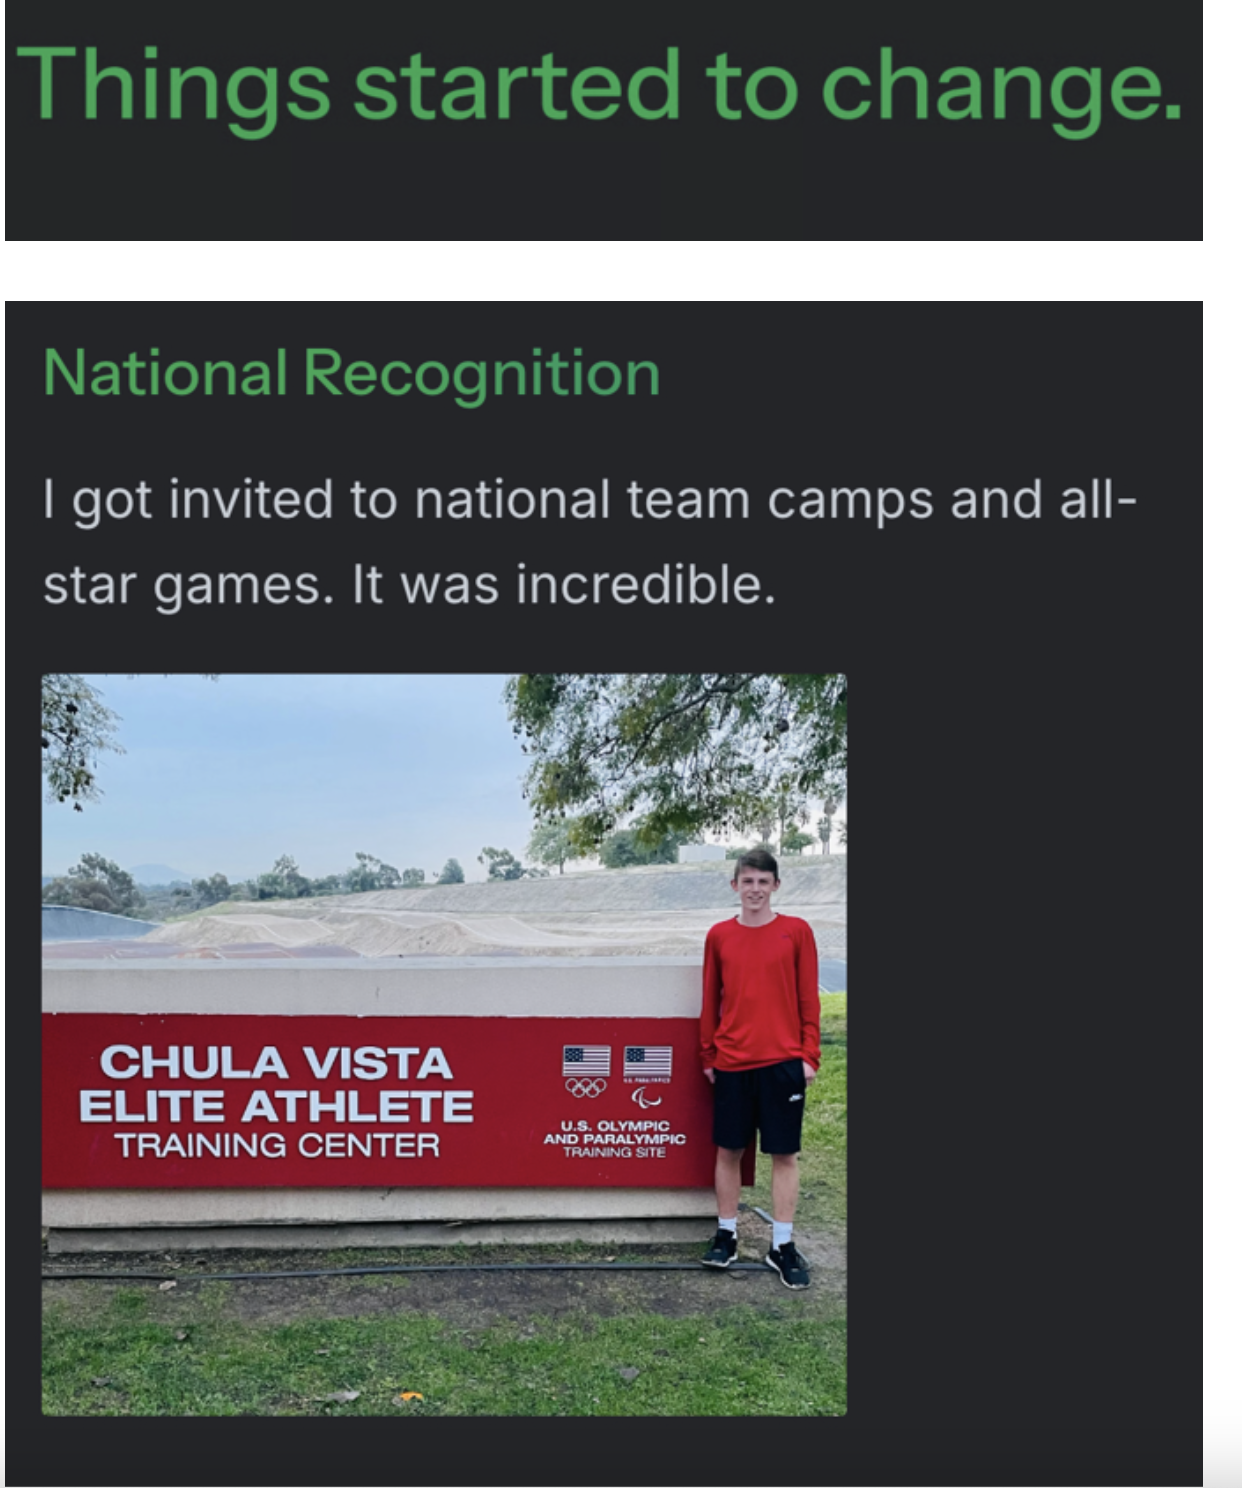 Things started to change.
National Recognition
I got invited to national team camps and all-
star games. It was incredible.
CHULA VISTA
ELITE ATHLETE
TRAINING CENTER
U.S. PARALYMPICS
U.S. OLYMPIC
AND PARALYMPIC
TRAINING SITE